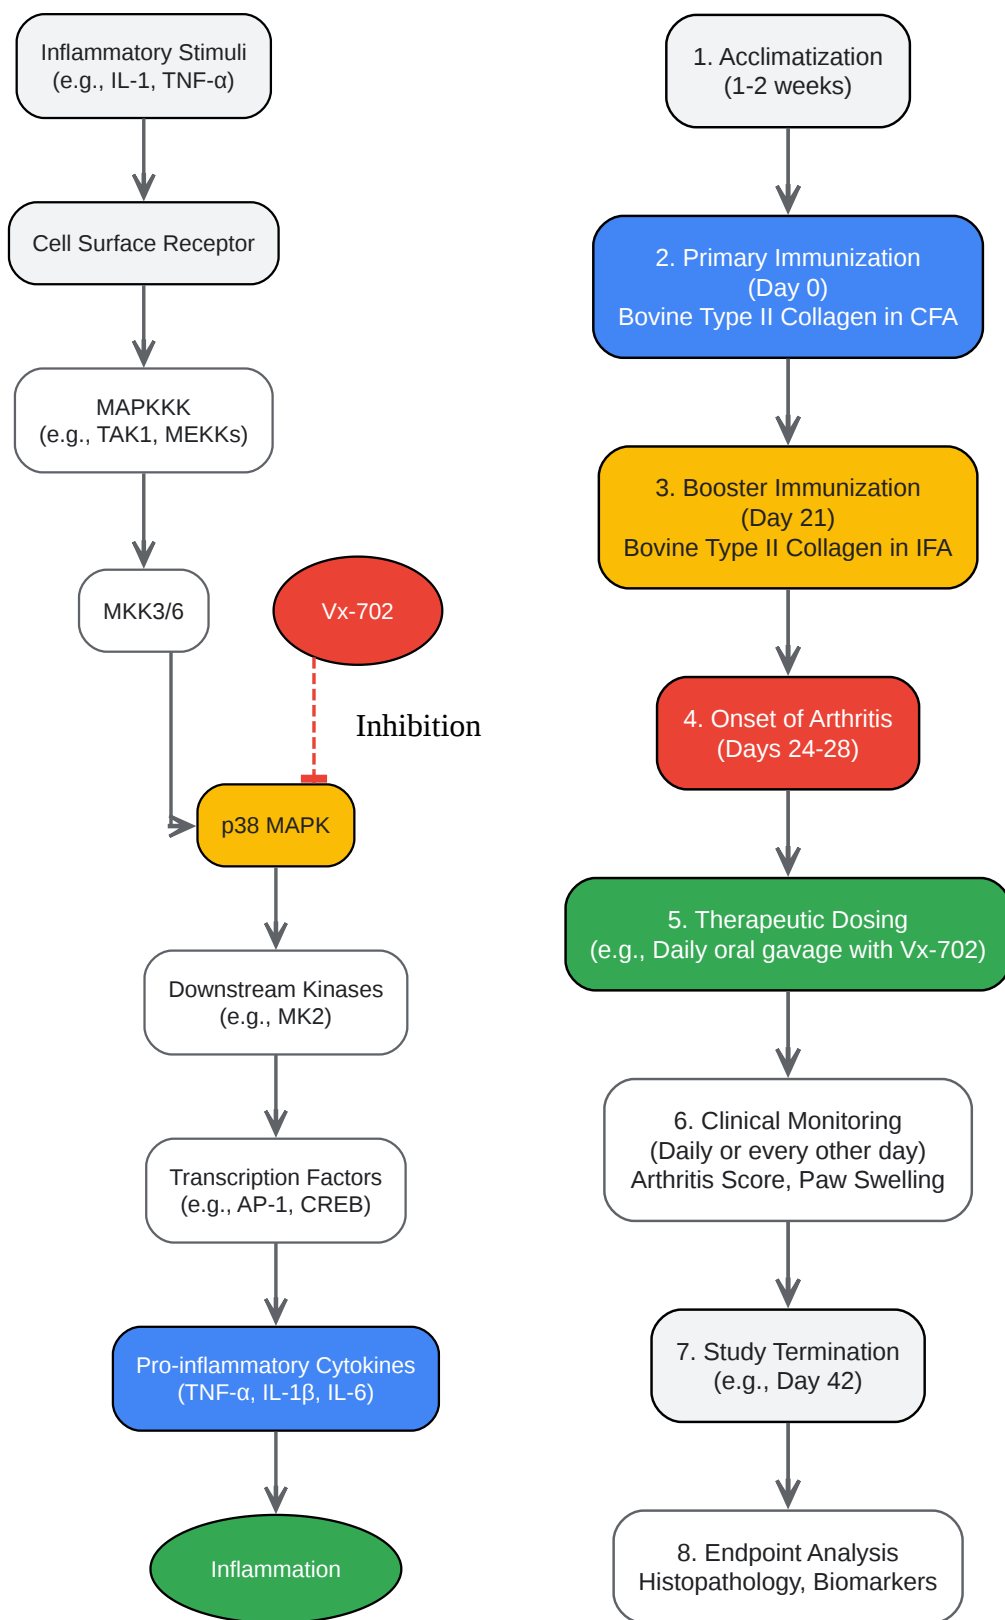 Inflammatory Stimuli
(e.g., IL-1, TNF-α)
Cell Surface Receptor
MAPKKK
(e.g., TAK1, MEKKs)
MKK3/6
Vx-702
Inhibition
p38 MAPK
Downstream Kinases
(e.g., MK2)
Transcription Factors
(e.g., AP-1, CREB)
Pro-inflammatory Cytokines
(TNF-α, IL-1β, IL-6)
Inflammation
1. Acclimatization
(1-2 weeks)
2. Primary Immunization
(Day 0)
Bovine Type II Collagen in CFA
3. Booster Immunization
(Day 21)
Bovine Type II Collagen in IFA
4. Onset of Arthritis
(Days 24-28)
5. Therapeutic Dosing
(e.g., Daily oral gavage with Vx-702)
6. Clinical Monitoring
(Daily or every other day)
Arthritis Score, Paw Swelling
7. Study Termination
(e.g., Day 42)
8. Endpoint Analysis
Histopathology, Biomarkers